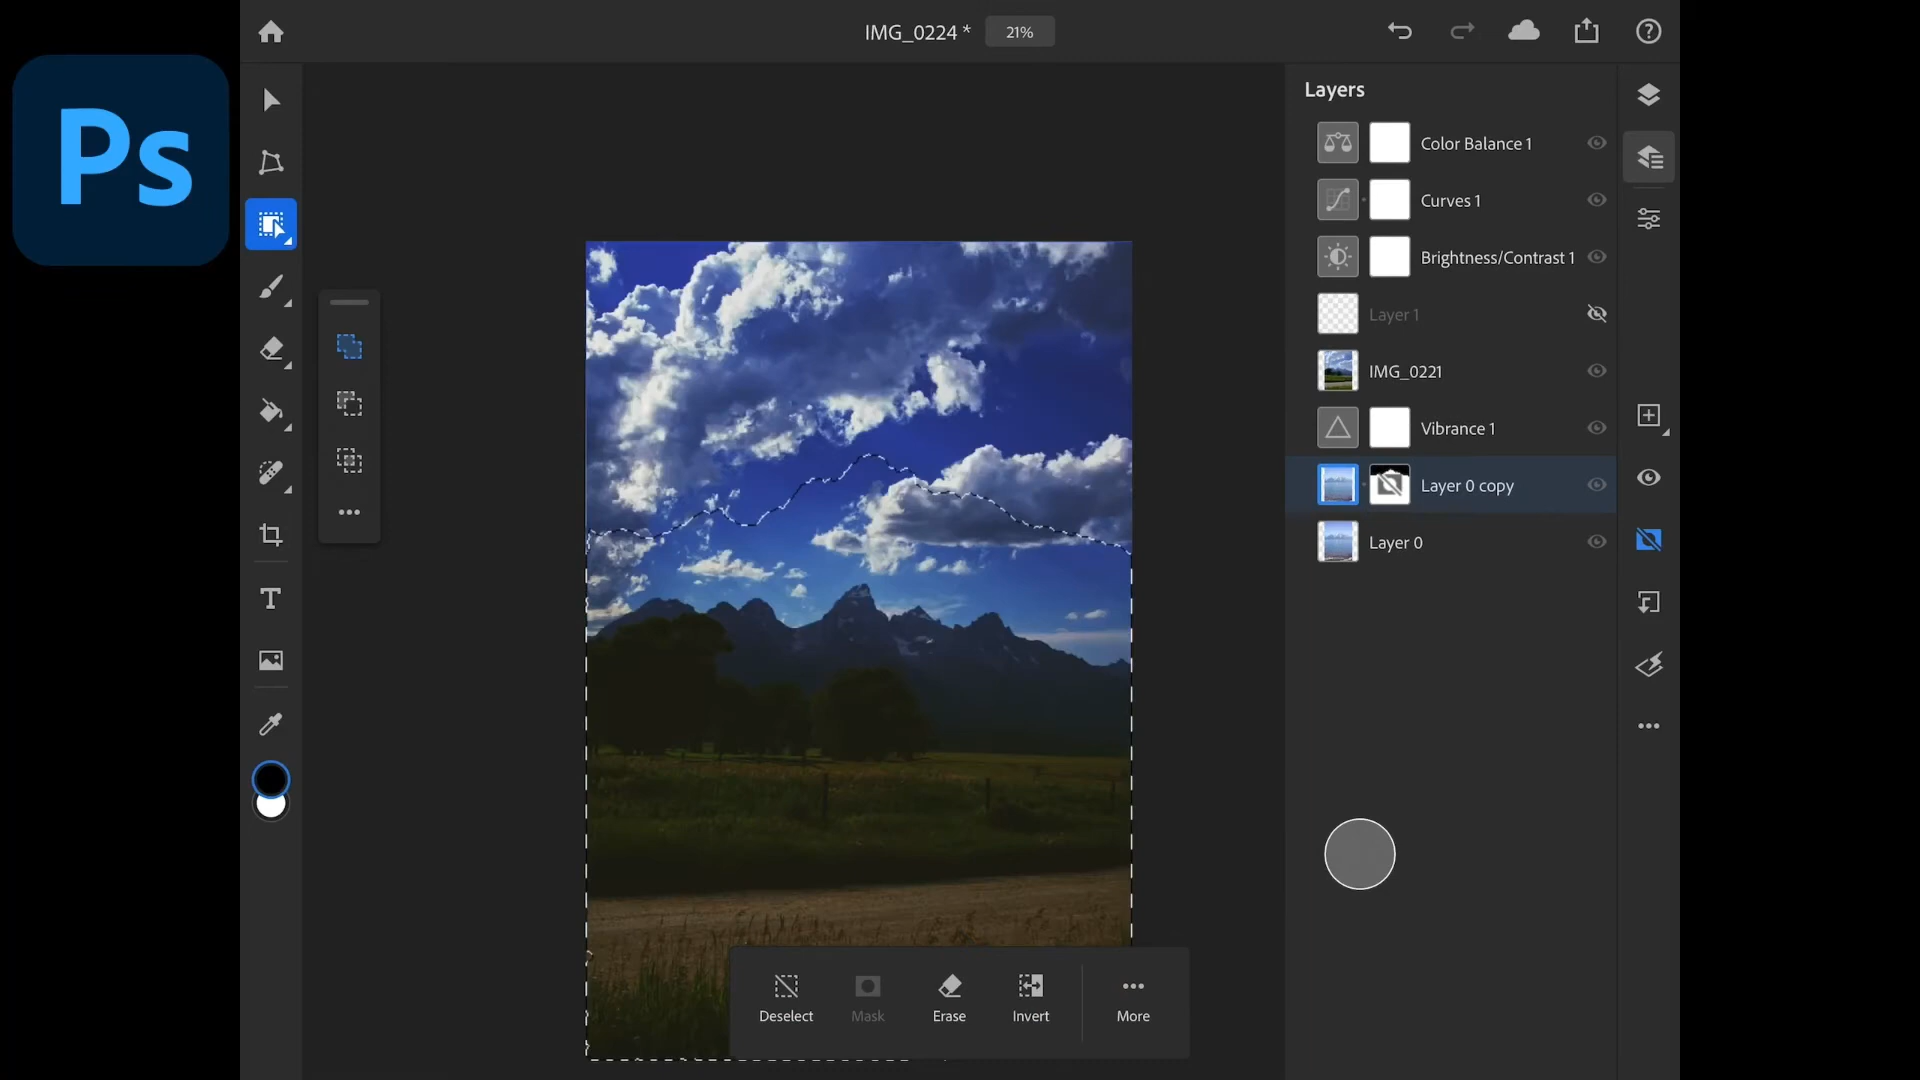 Ps
IMG_0224 *
21%
Layers
Color Balance 1
Curves 1
Brightness/Contrast 1
Layer 1
IMG_0221
Vibrance 1
Layer 0 copy
Layer 0
T
Deselect
Mask
Erase
Invert
More